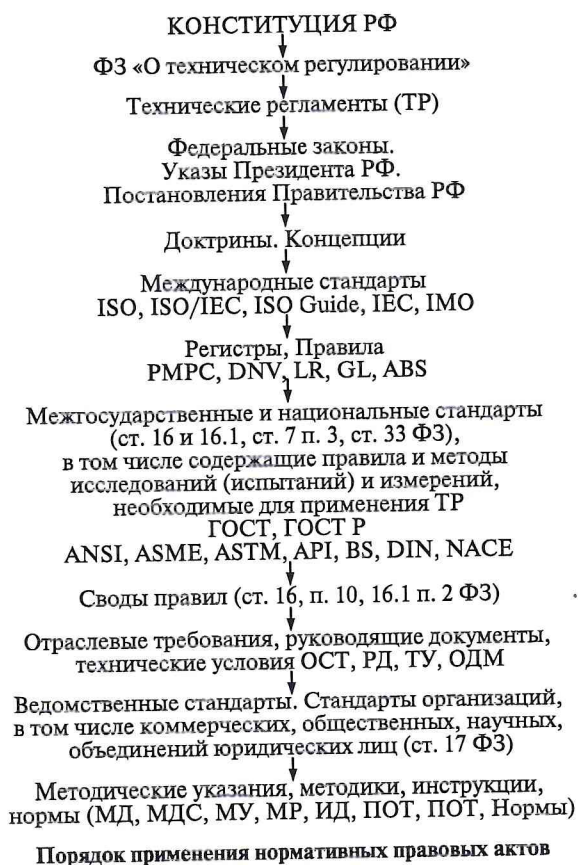 КОНСТИТУЦИЯ РФ
ФЗ «О техническом регулировании»
Технические регламенты (ТР)
Федеральные законы.
Указы Президента РФ.
Постановления Правительства РФ
Доктрины. Концепции
Международные стандарты
ISO, ISO/IEC, ISO Guide, IEC, IMO
Регистры, Правила
РМРС, DNV, LR, GL, ABS
Межгосударственные и национальные стандарты
(ст. 16 и 16.1, ст. 7 п. 3, ст. 33 ФЗ),
в том числе содержащие правила и методы
исследований (испытаний) и измерений,
необходимые для применения ТР
ГОСТ, ГОСТ Р
ANSI, ASME, ASTM, API, BS, DIN, NACE
Своды правил (ст. 16, п. 10, 16.1 п. 2 ФЗ)
Отраслевые требования, руководящие документы,
технические условия ОСТ, РД, ТУ, ОДМ
Ведомственные стандарты. Стандарты организаций,
в том числе коммерческих, общественных, научных,
объединений юридических лиц (ст. 17 ФЗ)
Методические указания, методики, инструкции,
нормы (МД, МДС, МУ, МР, ИД, ПОТ, ПОТ, Нормы)
Порядок применения нормативных правовых актов